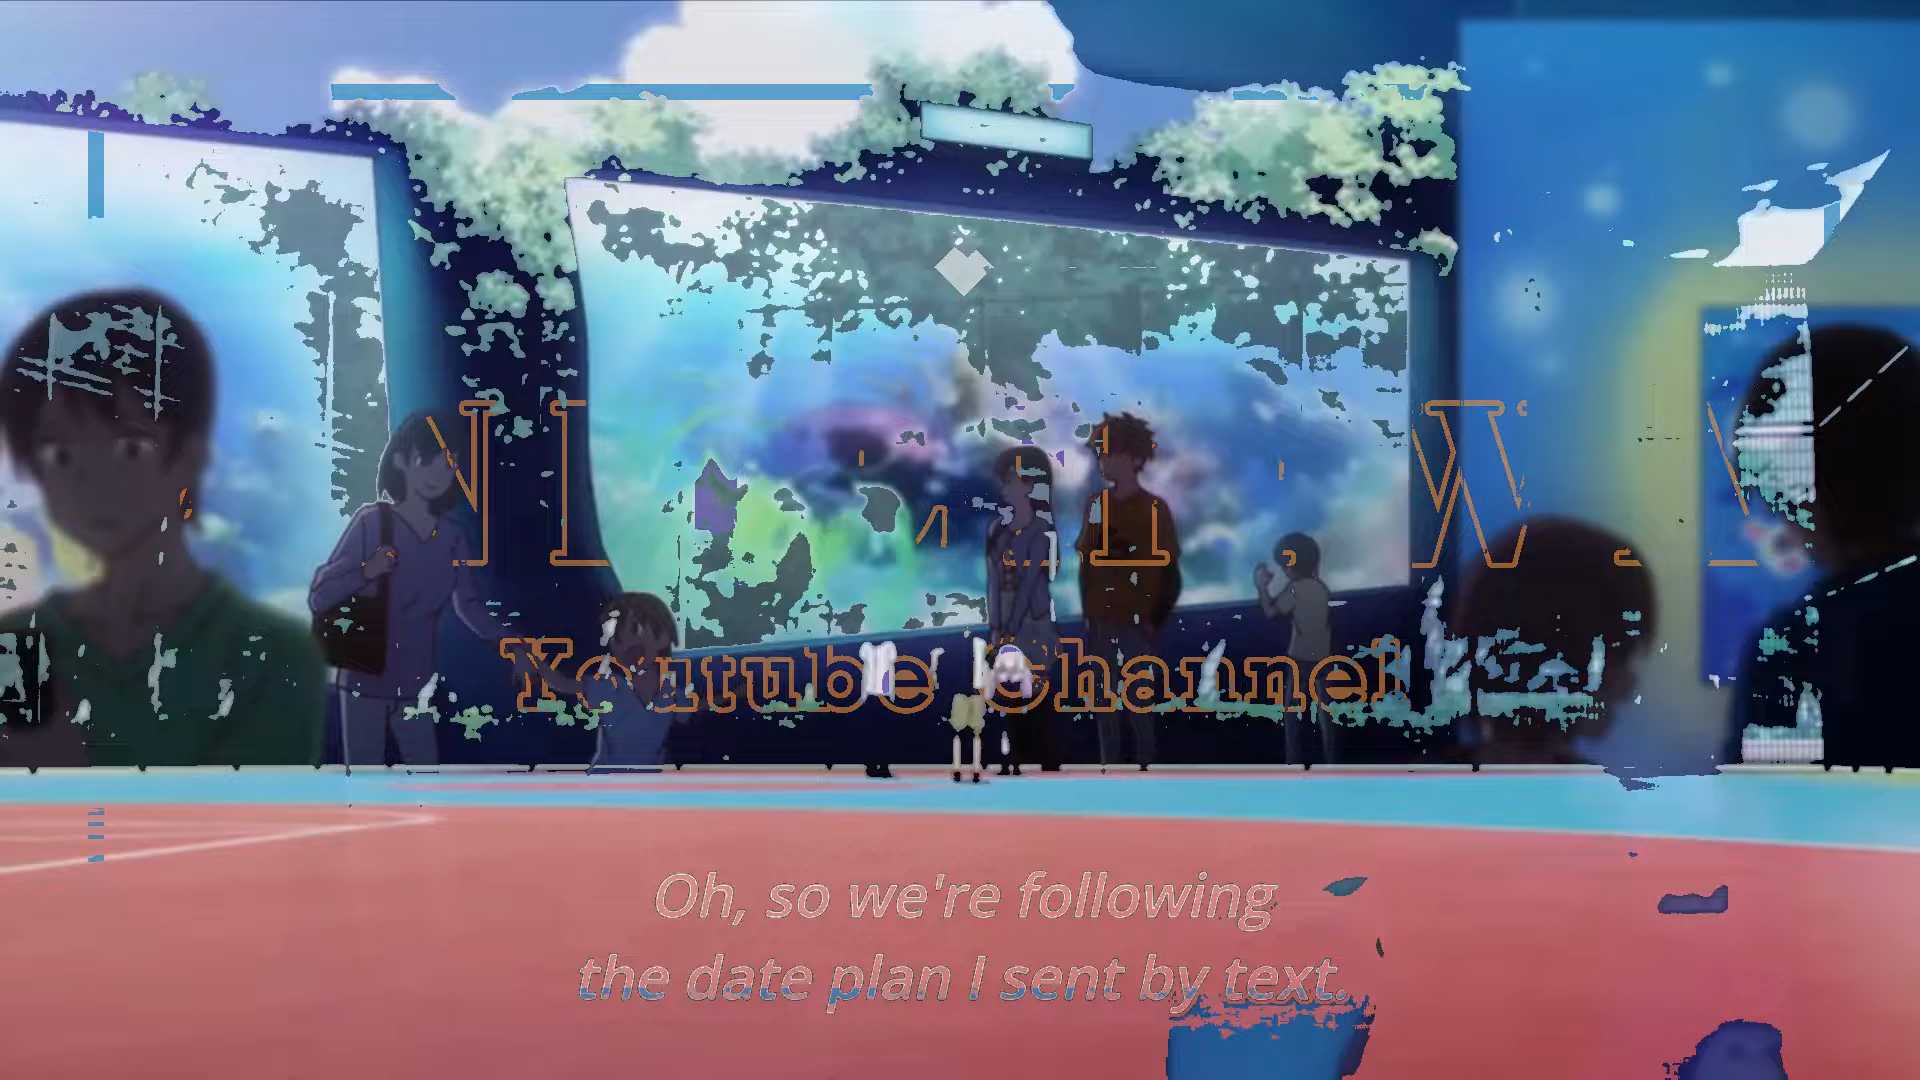 Youtube Channel
Oh, so we're following
the date plan I sent by text.